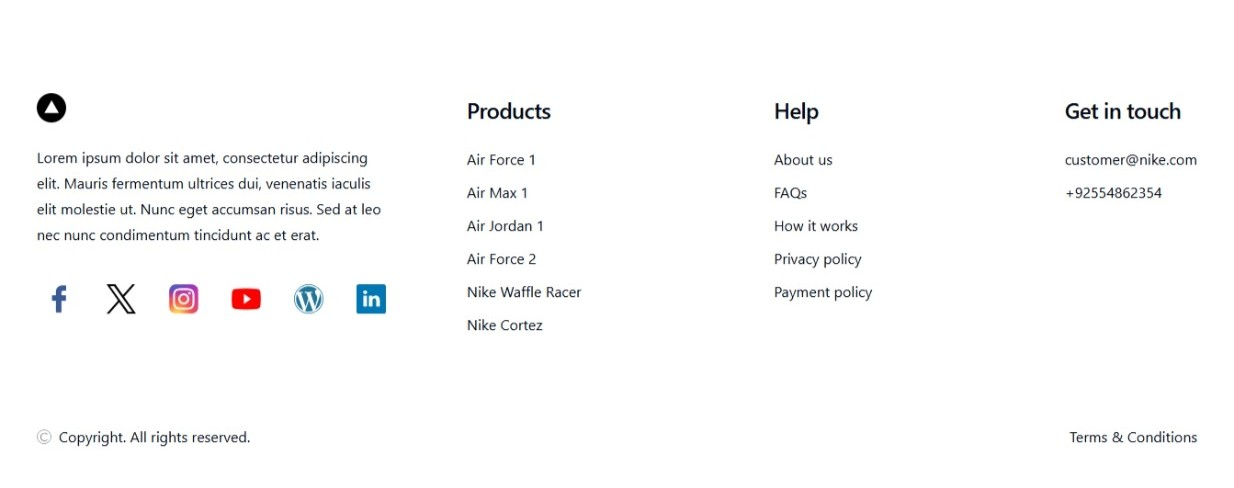 Lorem ipsum dolor sit amet, consectetur adipiscing
elit. Mauris fermentum ultrices dui, venenatis iaculis
elit molestie ut. Nunc eget accumsan risus. Sed at leo
nec nunc condimentum tincidunt ac et erat.
Products
Air Force 1
Air Max 1
Air Jordan 1
Air Force 2
Nike Waffle Racer
Nike Cortez
Help
About us
FAQs
How it works
Privacy policy
Payment policy
Get in touch
customer@nike.com
+92554862354
© Copyright. All rights reserved.
Terms & Conditions